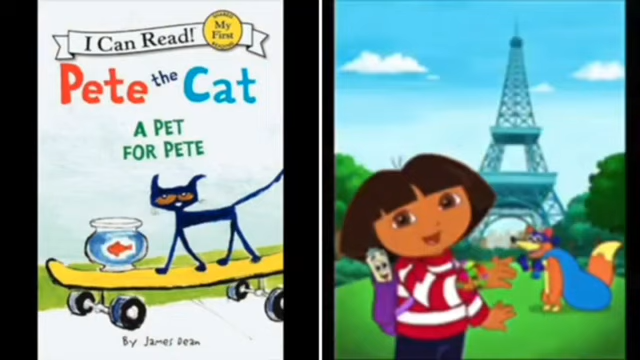 I Can Read!
My
First
Pete the Cat
A PET
FOR PETE
By James Dean